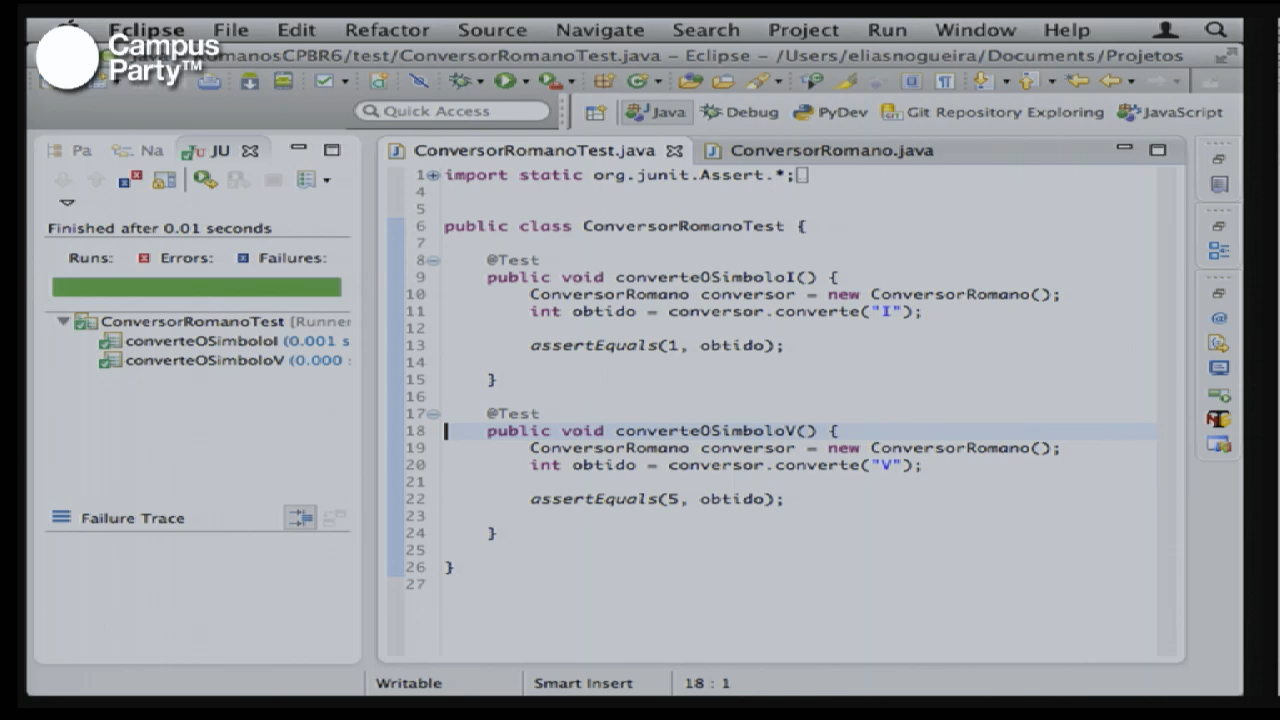 Eclipse File Edit Refactor Source Navigate Search Project Run Window Help
Campus
Party™
omanosCPBR6/test/ConversorRomanoTest.java – Eclipse – /Users/eliasnogueira/Documents/Projetos
Quick Access
Java Debug PyDev Git Repository Exploring JavaScript
Pa Na JU
ConversorRomanoTest.java ConversorRomano.java
Finished after 0.01 seconds
Runs: Errors: Failures:
ConversorRomanoTest [Runner
converteOSimboloI (0.001 s
converteOSimboloV (0.000
Failure Trace
1 import static org.junit.Assert.*;
4
5
6 public class ConversorRomanoTest {
7
8 @Test
9 public void converteOSimboloI() {
10 ConversorRomano conversor = new ConversorRomano();
11 int obtido = conversor.converte("I");
12
13 assertEquals(1, obtido);
14
15 }
16
17 @Test
18 public void converteOSimboloV() {
19 ConversorRomano conversor = new ConversorRomano();
20 int obtido = conversor.converte("V");
21
22 assertEquals(5, obtido);
23
24 }
25
26 }
27
Writable Smart Insert 18 : 1